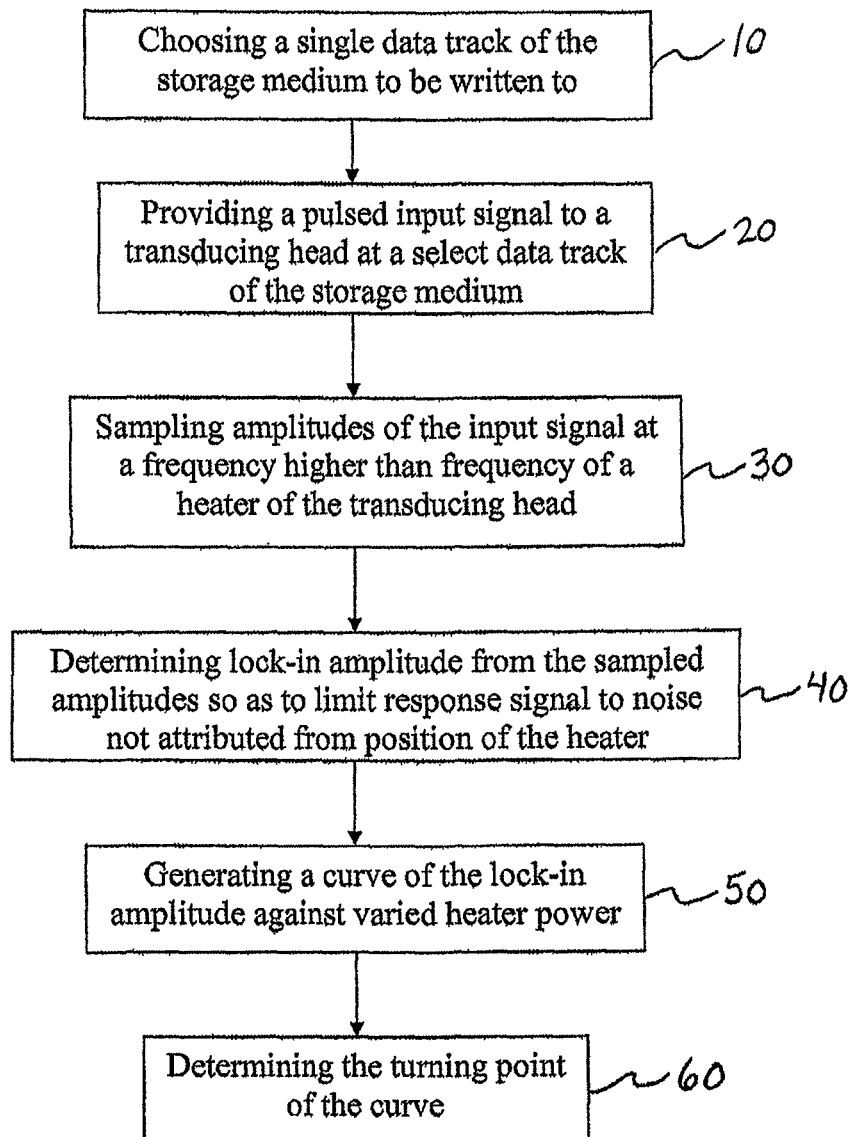 Choosing a single data track of the
storage medium to be written to
10
Providing a pulsed input signal to a
transducing head at a select data track
of the storage medium
20
Sampling amplitudes of the input signal at
a frequency higher than frequency of a
heater of the transducing head
30
Determining lock-in amplitude from the sampled
amplitudes so as to limit response signal to noise
not attributed from position of the heater
40
Generating a curve of the lock-in
amplitude against varied heater power
50
Determining the turning point
of the curve
60